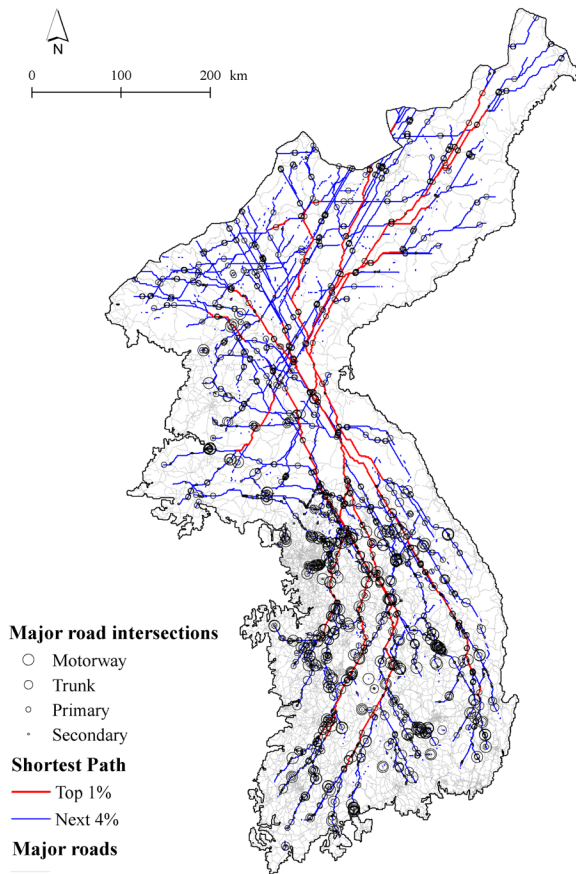 N
0 100 200 km
Major road intersections
Motorway
Trunk
Primary
Secondary
Shortest Path
Top 1%
Next 4%
Major roads